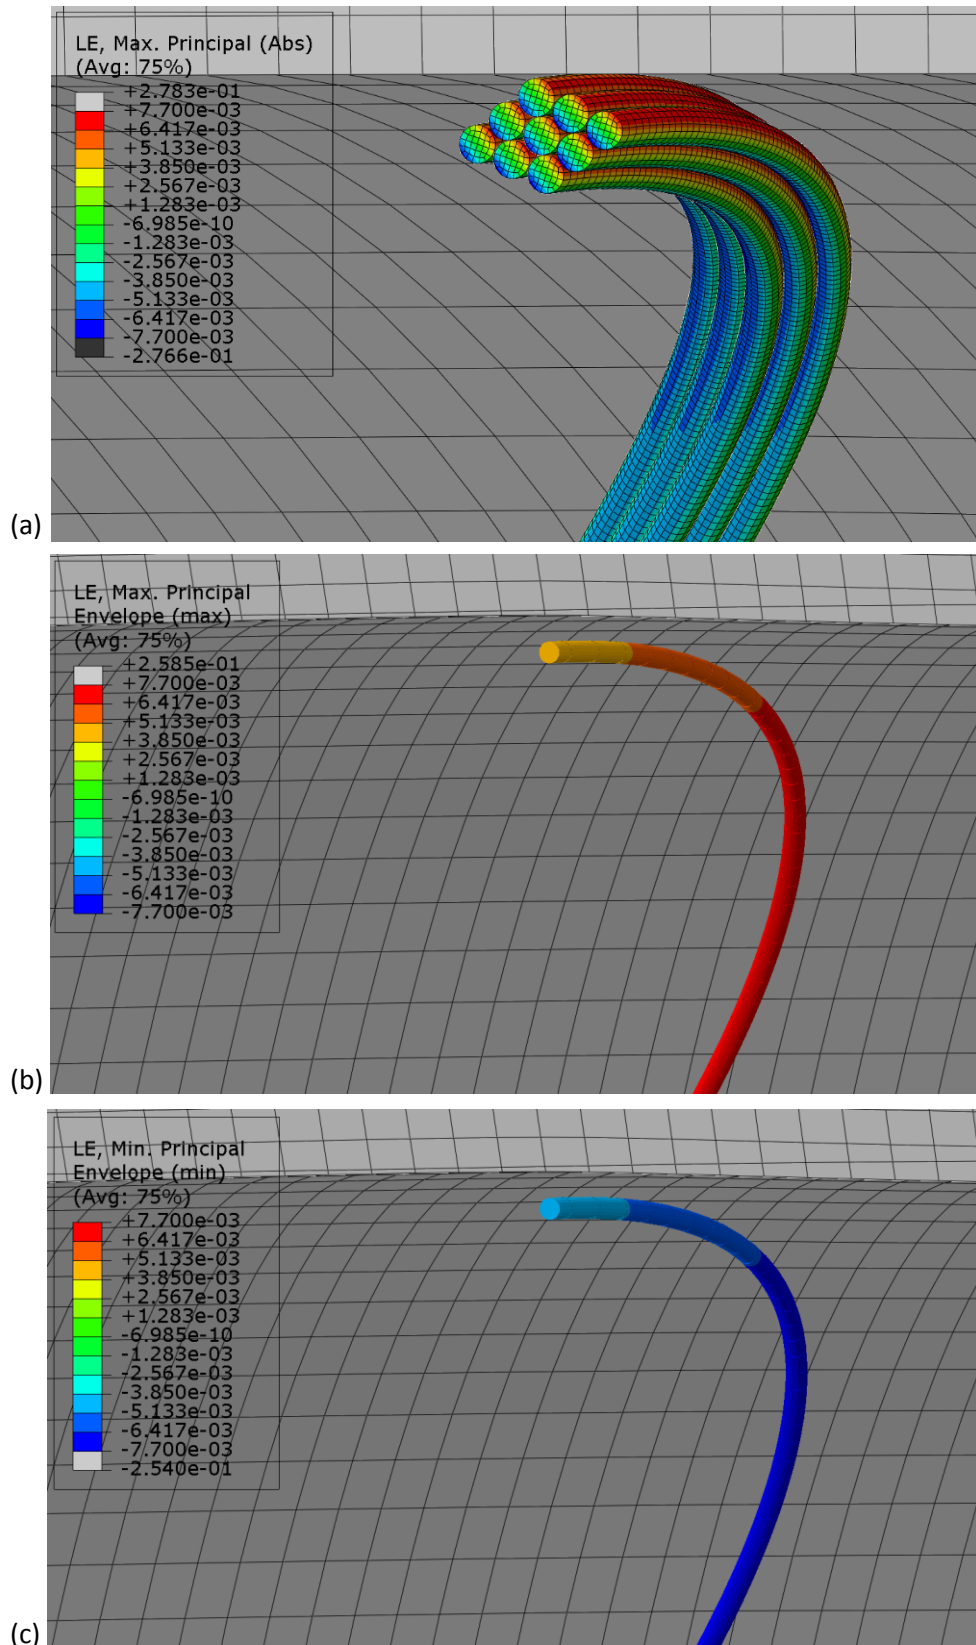 LE, Max. Principal (Abs)
(Avg: 75%)
+2.783e-01
+7.700e-03
+6.417e-03
+5.133e-03
+3.850e-03
+2.567e-03
+1.283e-03
-6.985e-10
-1.283e-03
-2.567e-03
-3.850e-03
-5.133e-03
-6.417e-03
-7.700e-03
-2.766e-01
(a)
LE, Max. Principal
Envelope (max)
(Avg: 75%)
+2.585e-01
+7.700e-03
+6.417e-03
+5.133e-03
+3.850e-03
+2.567e-03
+1.283e-03
-6.985e-10
-1.283e-03
-2.567e-03
-3.850e-03
-5.133e-03
-6.417e-03
-7.700e-03
(b)
LE, Min. Principal
Envelope (min)
(Avg: 75%)
+7.700e-03
+6.417e-03
+5.133e-03
+3.850e-03
+2.567e-03
+1.283e-03
-6.985e-10
-1.283e-03
-2.567e-03
-3.850e-03
-5.133e-03
-6.417e-03
-7.700e-03
-2.540e-01
(c)